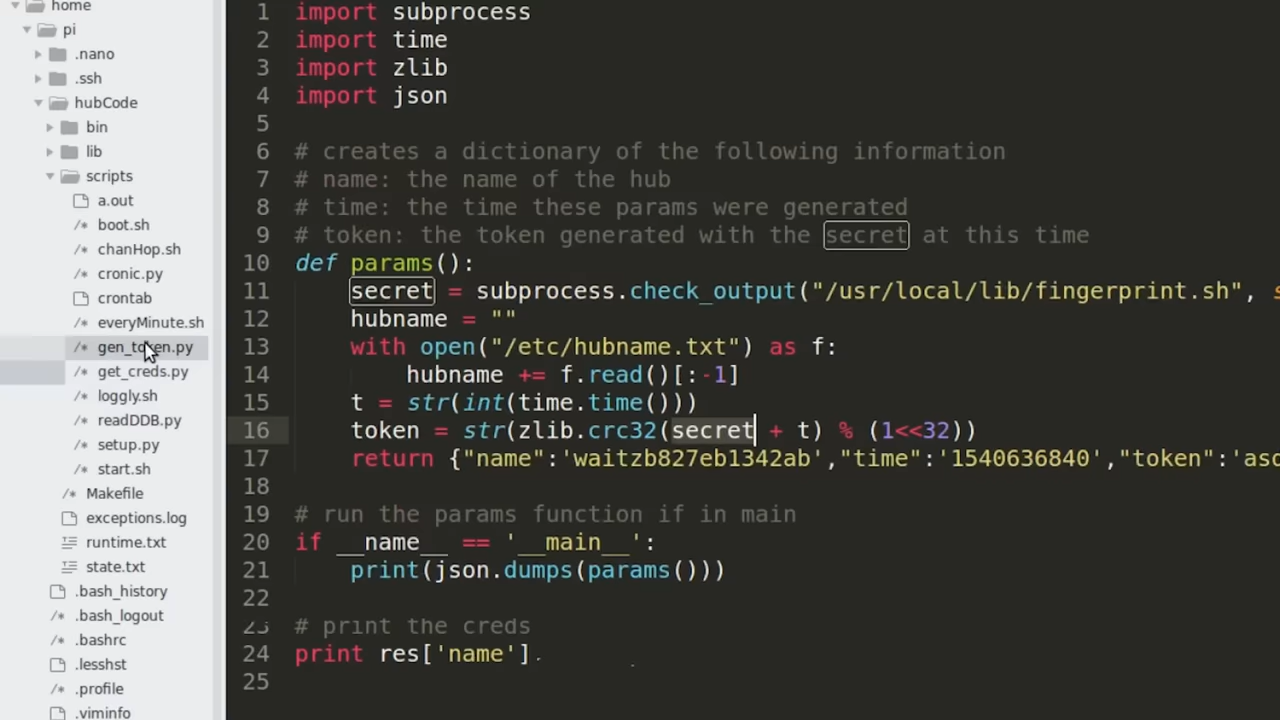 home
pi
.nano
.ssh
hubCode
bin
lib
scripts
a.out
boot.sh
chanHop.sh
cronic.py
crontab
everyMinute.sh
gen_token.py
get_creds.py
loggly.sh
readDDB.py
setup.py
start.sh
Makefile
exceptions.log
runtime.txt
state.txt
.bash_history
.bash_logout
.bashrc
.lesshst
.profile
.viminfo
1 import subprocess
2 import time
3 import zlib
4 import json
5
6 # creates a dictionary of the following information
7 # name: the name of the hub
8 # time: the time these params were generated
9 # token: the token generated with the secret at this time
10 def params():
11 secret = subprocess.check_output("/usr/local/lib/fingerprint.sh", s
12 hubname = ""
13 with open("/etc/hubname.txt") as f:
14 hubname += f.read()[:-1]
15 t = str(int(time.time()))
16 token = str(zlib.crc32(secret + t) % (1<<32))
17 return {"name":'waitzb827eb1342ab',"time":'1540636840',"token":'asd
18
19 # run the params function if in main
20 if __name__ == '__main__':
21 print(json.dumps(params()))
22
23 # print the creds
24 print res['name']
25